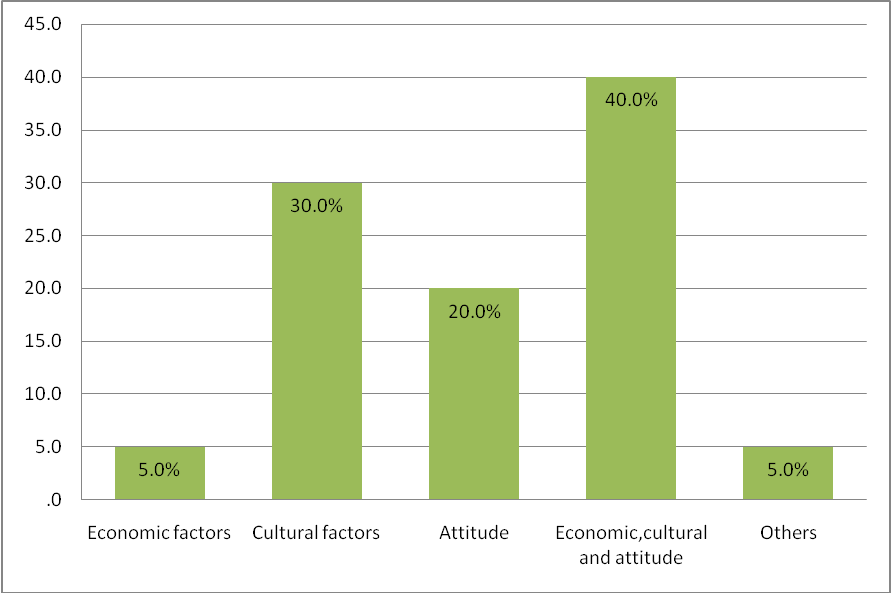 45.0
40.0
40.0%
35.0
30.0
30.0%
25.0
20.0
20.0%
15.0
10.0
5.0
5.0%
5.0%
.0
Economic factors
Cultural factors
Attitude
Economic,cultural
and attitude
Others